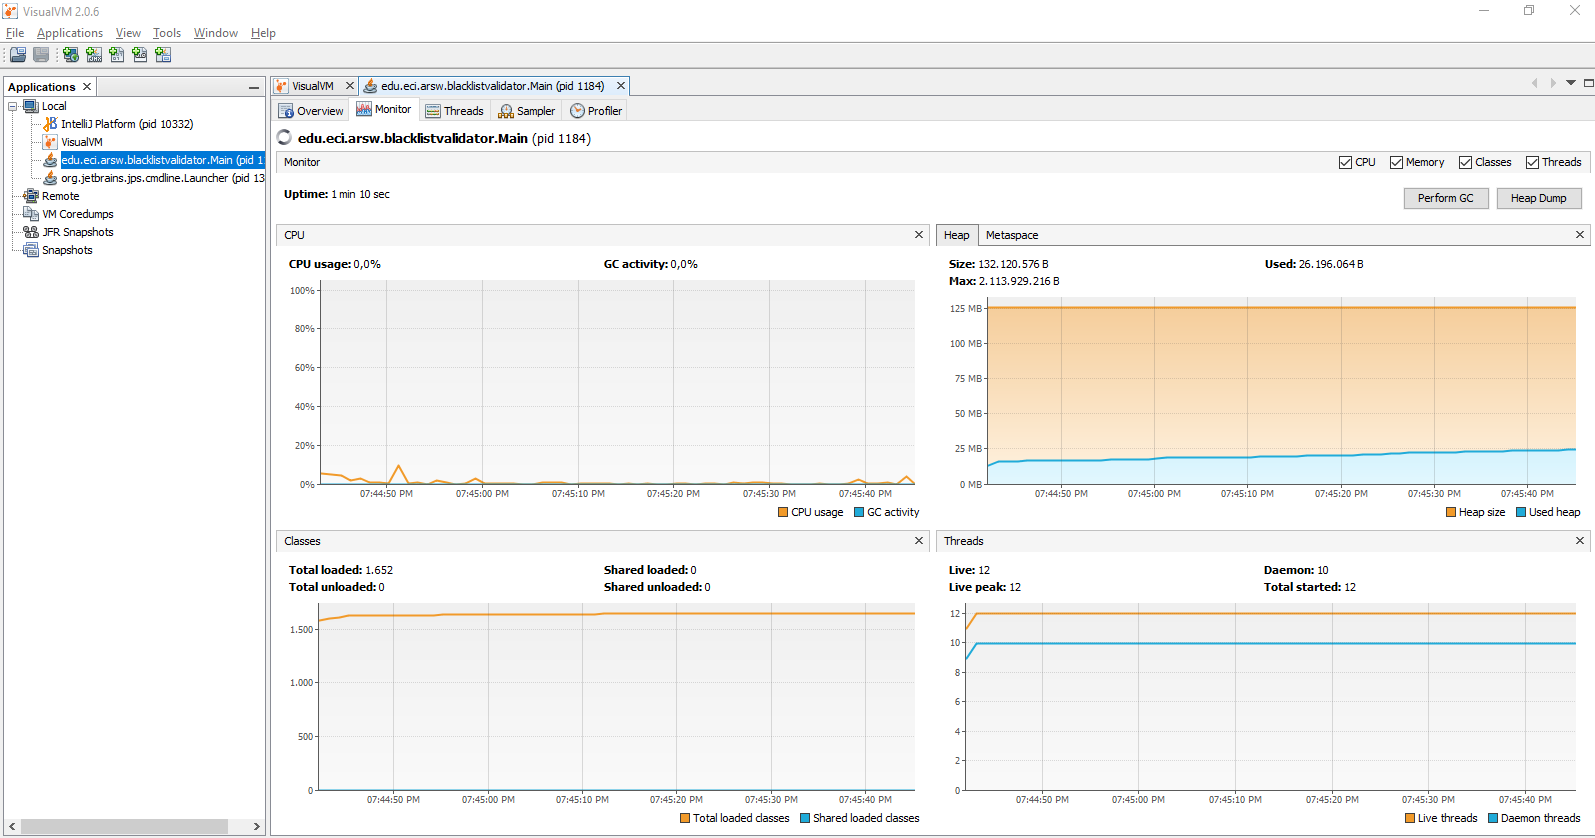 VisualVM 2.0.6
File Applications View Tools Window Help
Applications
Local
IntelliJ Platform (pid 10332)
VisualVM
edu.eci.arsw.blacklistvalidator.Main (pid 1
org.jetbrains.jps.cmdline.Launcher (pid 13
Remote
VM Coredumps
JFR Snapshots
Snapshots
VisualVM edu.eci.arsw.blacklistvalidator.Main (pid 1184)
Overview Monitor Threads Sampler Profiler
edu.eci.arsw.blacklistvalidator.Main (pid 1184)
Monitor CPU Memory Classes Threads
Uptime: 1 min 10 sec
Perform GC Heap Dump
CPU
CPU usage: 0,0% GC activity: 0,0%
100%
80%
60%
40%
20%
0%
07:44:50 PM 07:45:00 PM 07:45:10 PM 07:45:20 PM 07:45:30 PM 07:45:40 PM
CPU usage GC activity
Heap Metaspace
Size: 132.120.576 B Used: 26.196.064 B
Max: 2.113.929.216 B
125 MB
100 MB
75 MB
50 MB
25 MB
0 MB
07:44:50 PM 07:45:00 PM 07:45:10 PM 07:45:20 PM 07:45:30 PM 07:45:40 PM
Heap size Used heap
Classes
Total loaded: 1.652 Shared loaded: 0
Total unloaded: 0 Shared unloaded: 0
1.500
1.000
500
0
07:44:50 PM 07:45:00 PM 07:45:10 PM 07:45:20 PM 07:45:30 PM 07:45:40 PM
Total loaded classes Shared loaded classes
Threads
Live: 12 Daemon: 10
Live peak: 12 Total started: 12
12
10
8
6
4
2
0
07:44:50 PM 07:45:00 PM 07:45:10 PM 07:45:20 PM 07:45:30 PM 07:45:40 PM
Live threads Daemon threads